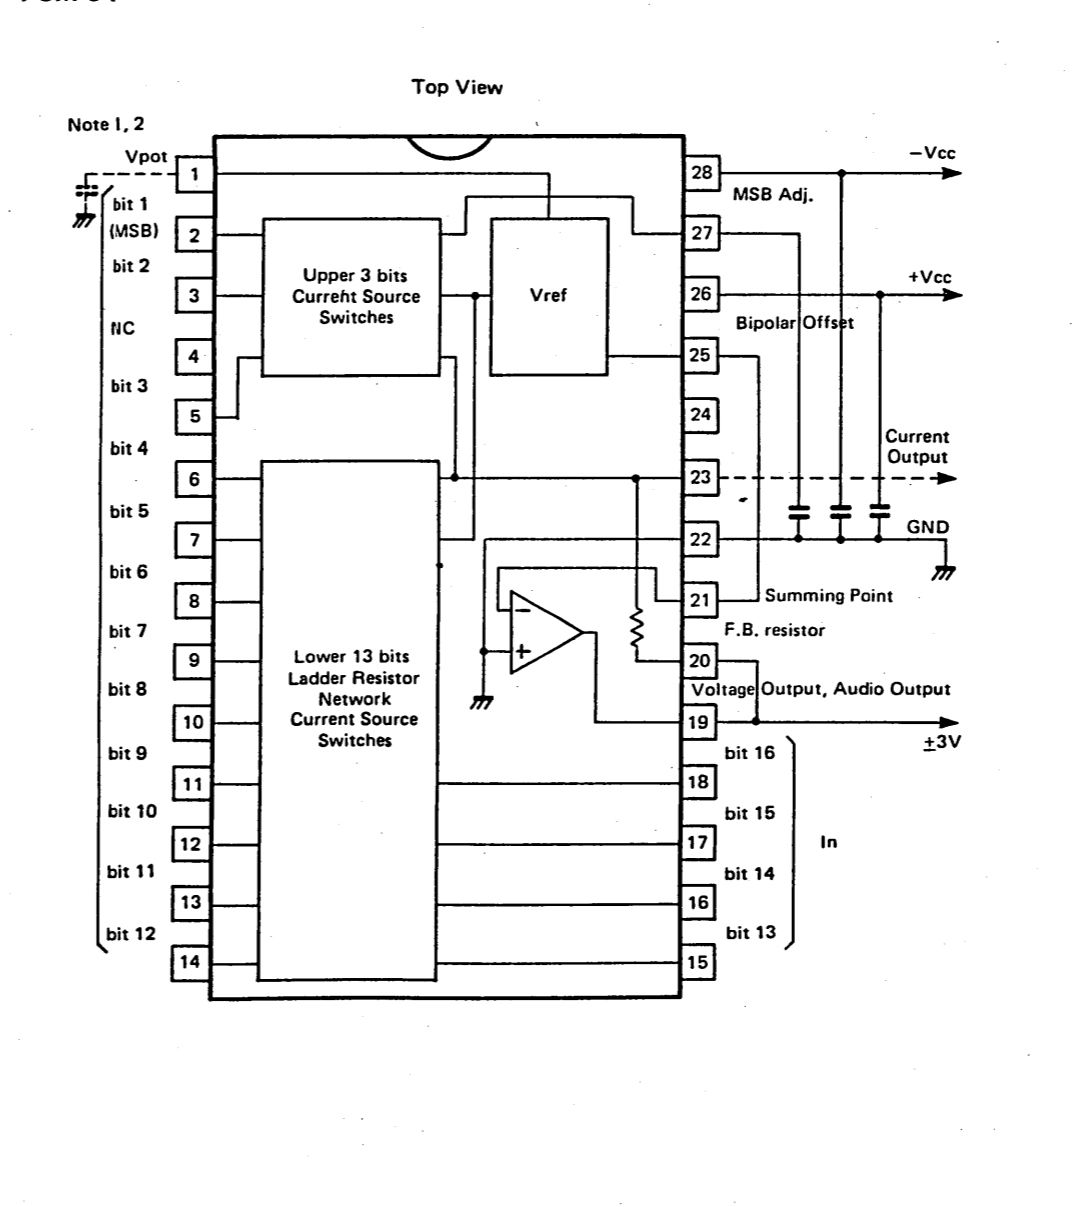 Top View
Note 1, 2
Vpot
bit 1
(MSB)
bit 2
NC
bit 3
bit 4
bit 5
bit 6
bit 7
bit 8
bit 9
bit 10
bit 11
bit 12
1
2
3
4
5
6
7
8
9
10
11
12
13
14
Upper 3 bits
Current Source
Switches
Vref
Lower 13 bits
Ladder Resistor
Network
Current Source
Switches
−
+
28
27
26
25
24
23
22
21
20
19
18
17
16
15
−Vcc
MSB Adj.
+Vcc
Bipolar Offset
Current
Output
GND
Summing Point
F.B. resistor
Voltage Output, Audio Output
±3V
bit 16
bit 15
bit 14
bit 13
In